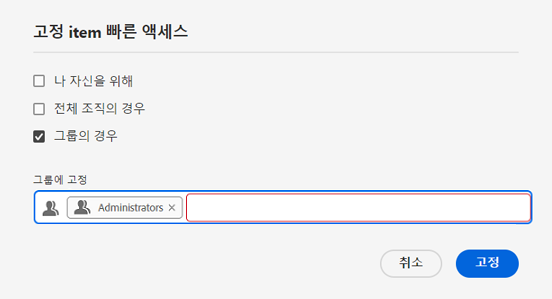 고정 item 빠른 액세스
나 자신을 위해
전체 조직의 경우
그룹의 경우
그룹에 고정
Administrators ×
취소 고정